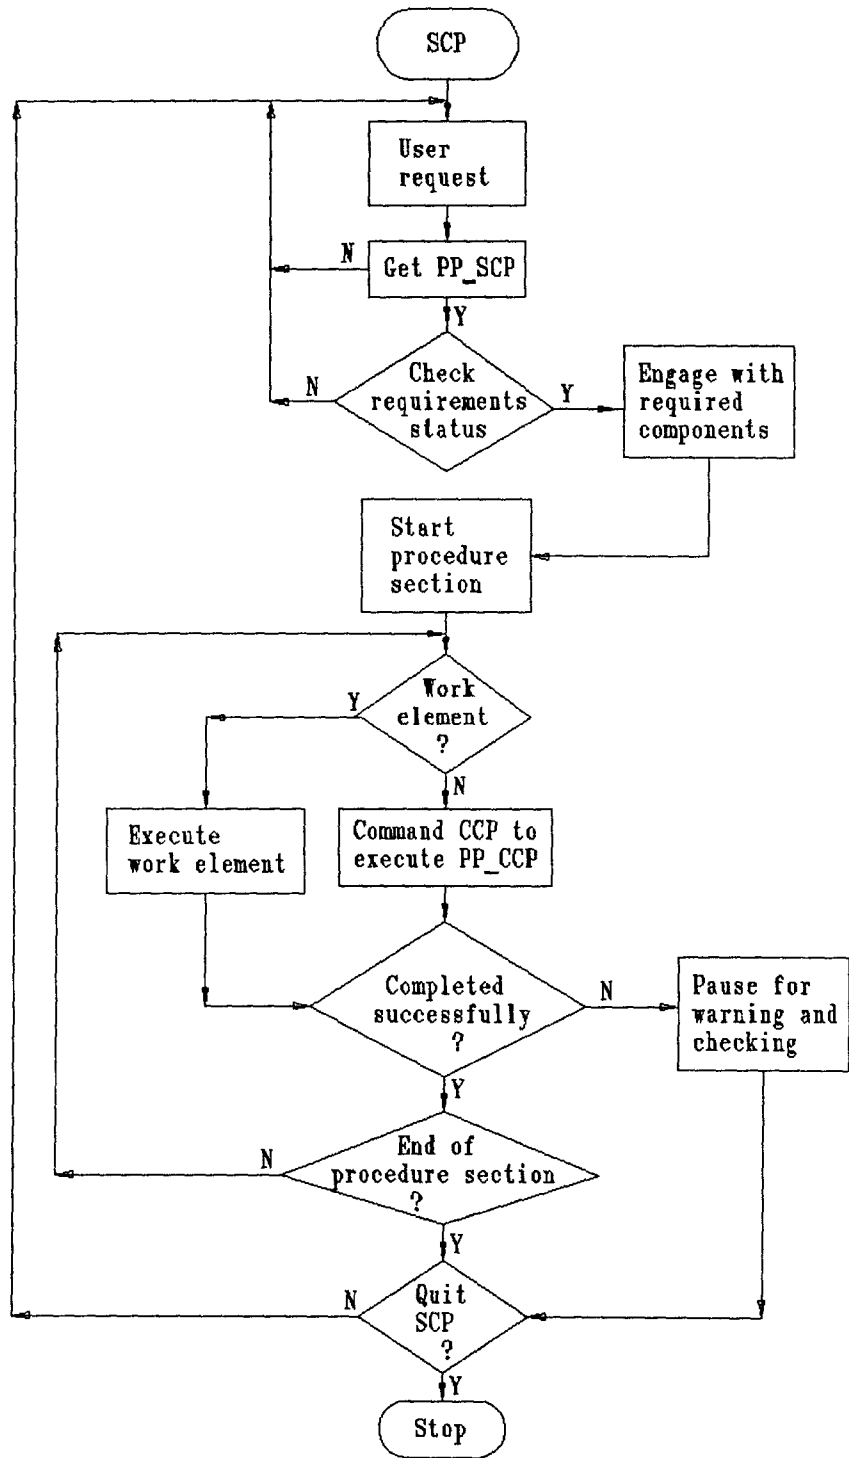 SCP
User
request
N
Get PP_SCP
Y
N
Check
requirements
status
Y
Engage with
required
components
Start
procedure
section
Y
Work
element
?
N
Execute
work element
Command CCP to
execute PP_CCP
Completed
successfully
?
N
Pause for
warning and
checking
Y
N
End of
procedure section
?
Y
N
Quit
SCP
?
Y
Stop